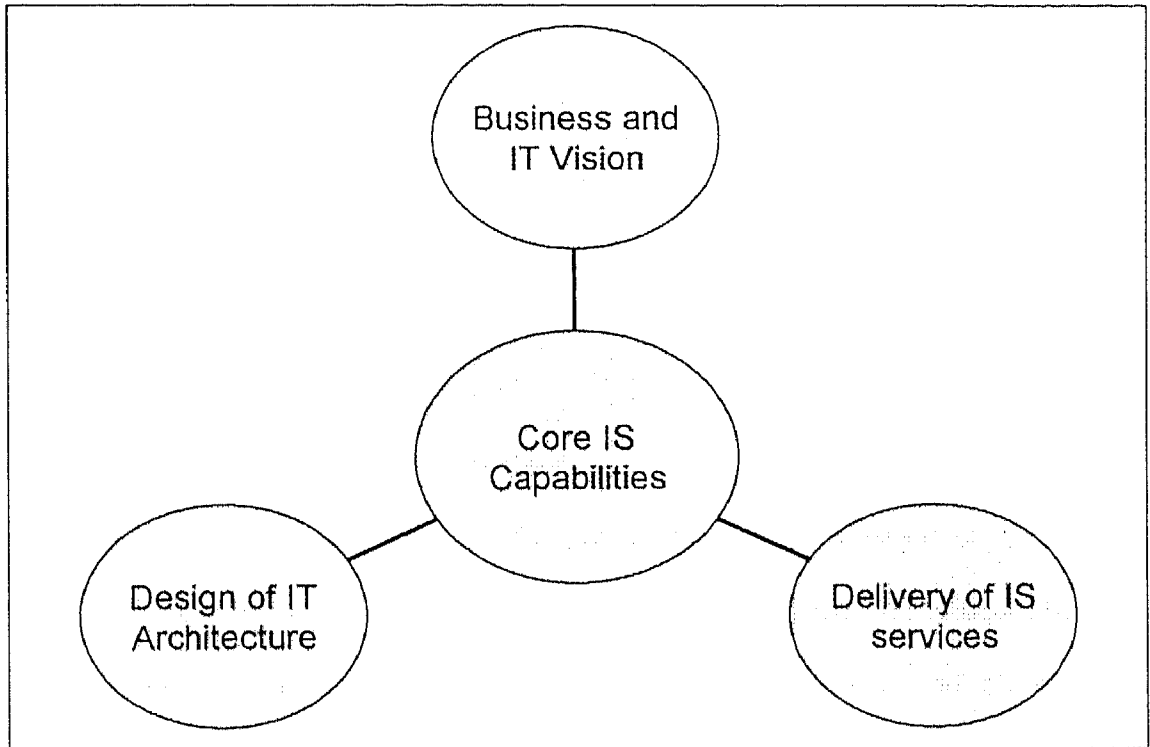 Business and
IT Vision
Core IS
Capabilities
Design of IT
Architecture
Delivery of IS
services